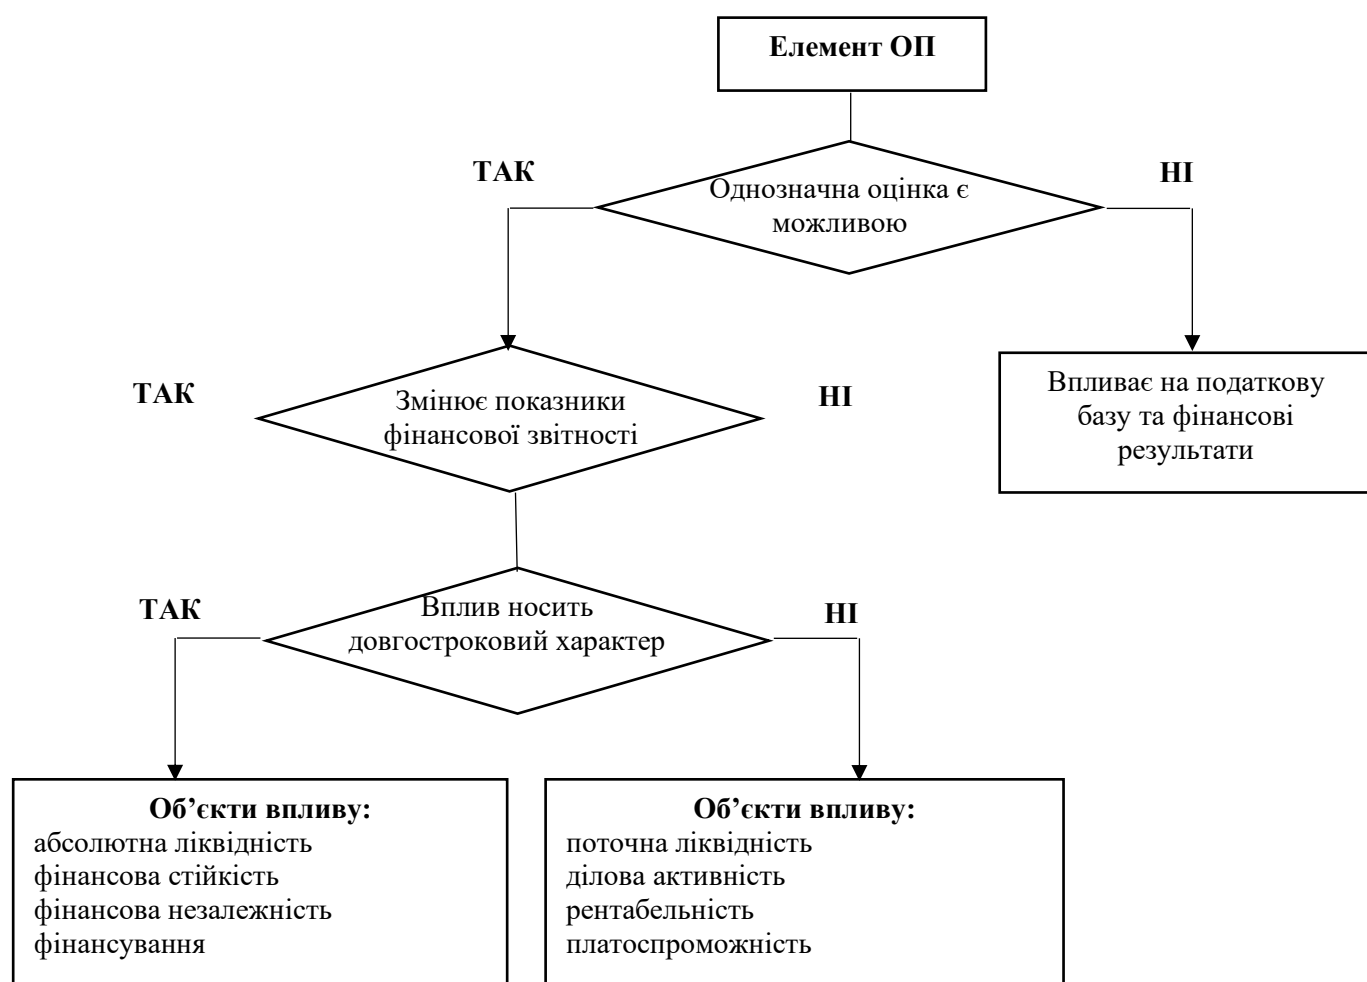 Елемент ОП
ТАК
НІ
Однозначна оцінка є
можливою
ТАК
НІ
Змінює показники
фінансової звітності
Впливає на податкову
базу та фінансові
результати
ТАК
НІ
Вплив носить
довгостроковий характер
Об’єкти впливу:
абсолютна ліквідність
фінансова стійкість
фінансова незалежність
фінансування
Об’єкти впливу:
поточна ліквідність
ділова активність
рентабельність
платоспроможність